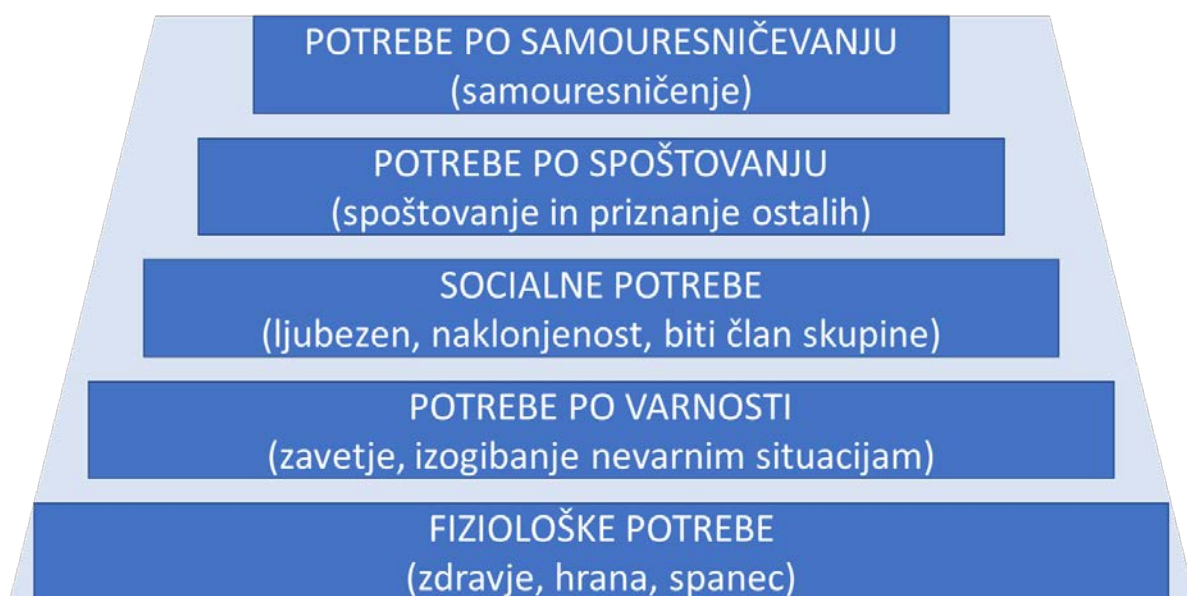 POTREBE PO SAMOURESNIČEVANJU
(samouresničenje)
POTREBE PO SPOŠTOVANJU
(spoštovanje in priznanje ostalih)
SOCIALNE POTREBE
(ljubezen, naklonjenost, biti član skupine)
POTREBE PO VARNOSTI
(zavetje, izogibanje nevarnim situacijam)
FIZIOLOŠKE POTREBE
(zdravje, hrana, spanec)